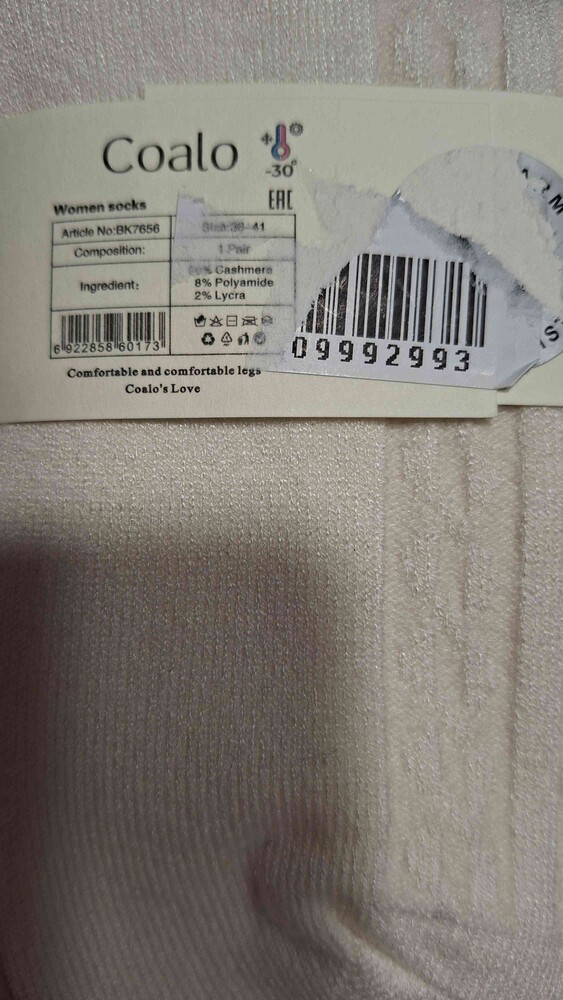 Coalo
-30°
EAC
Women socks
Article No:BK7656
Size:36-41
Composition:
1 Pair
Ingredient:
90% Cashmere
8% Polyamide
2% Lycra
6 922858 60173
09992993
Comfortable and comfortable legs
Coalo's Love